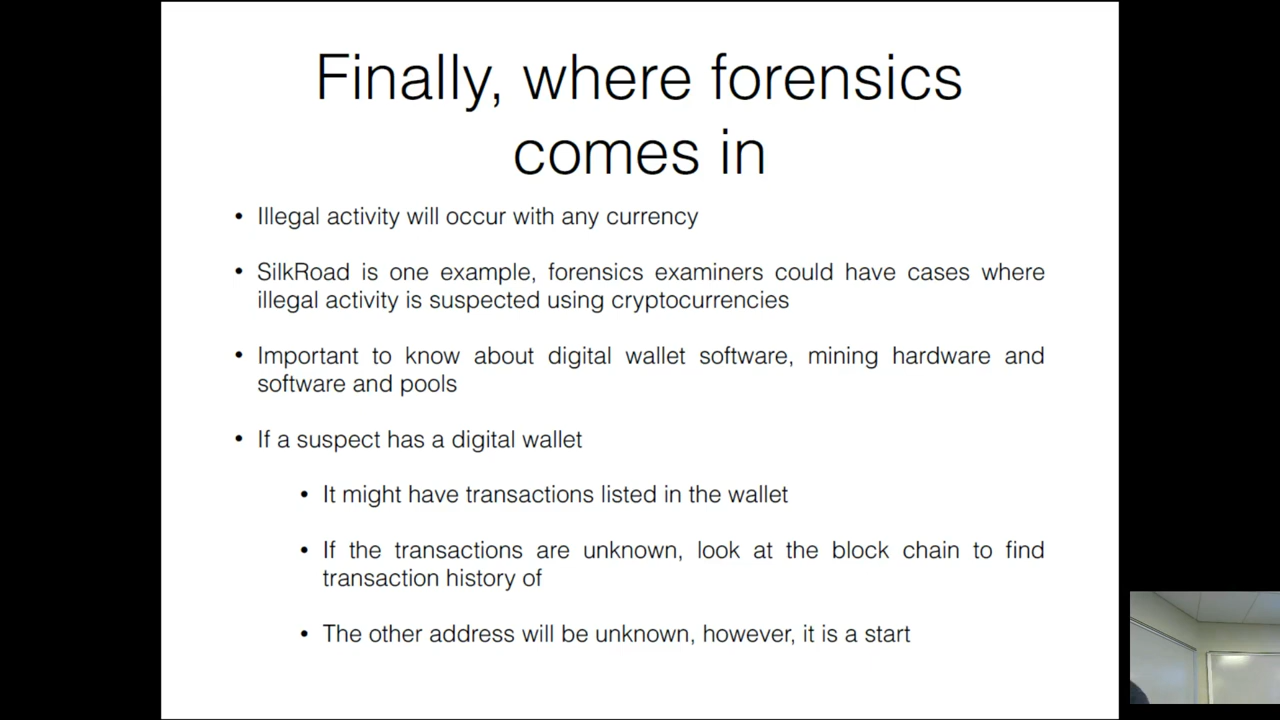 Finally, where forensics
comes in
• Illegal activity will occur with any currency
• SilkRoad is one example, forensics examiners could have cases where
illegal activity is suspected using cryptocurrencies
• Important to know about digital wallet software, mining hardware and
software and pools
• If a suspect has a digital wallet
• It might have transactions listed in the wallet
• If the transactions are unknown, look at the block chain to find
transaction history of
• The other address will be unknown, however, it is a start